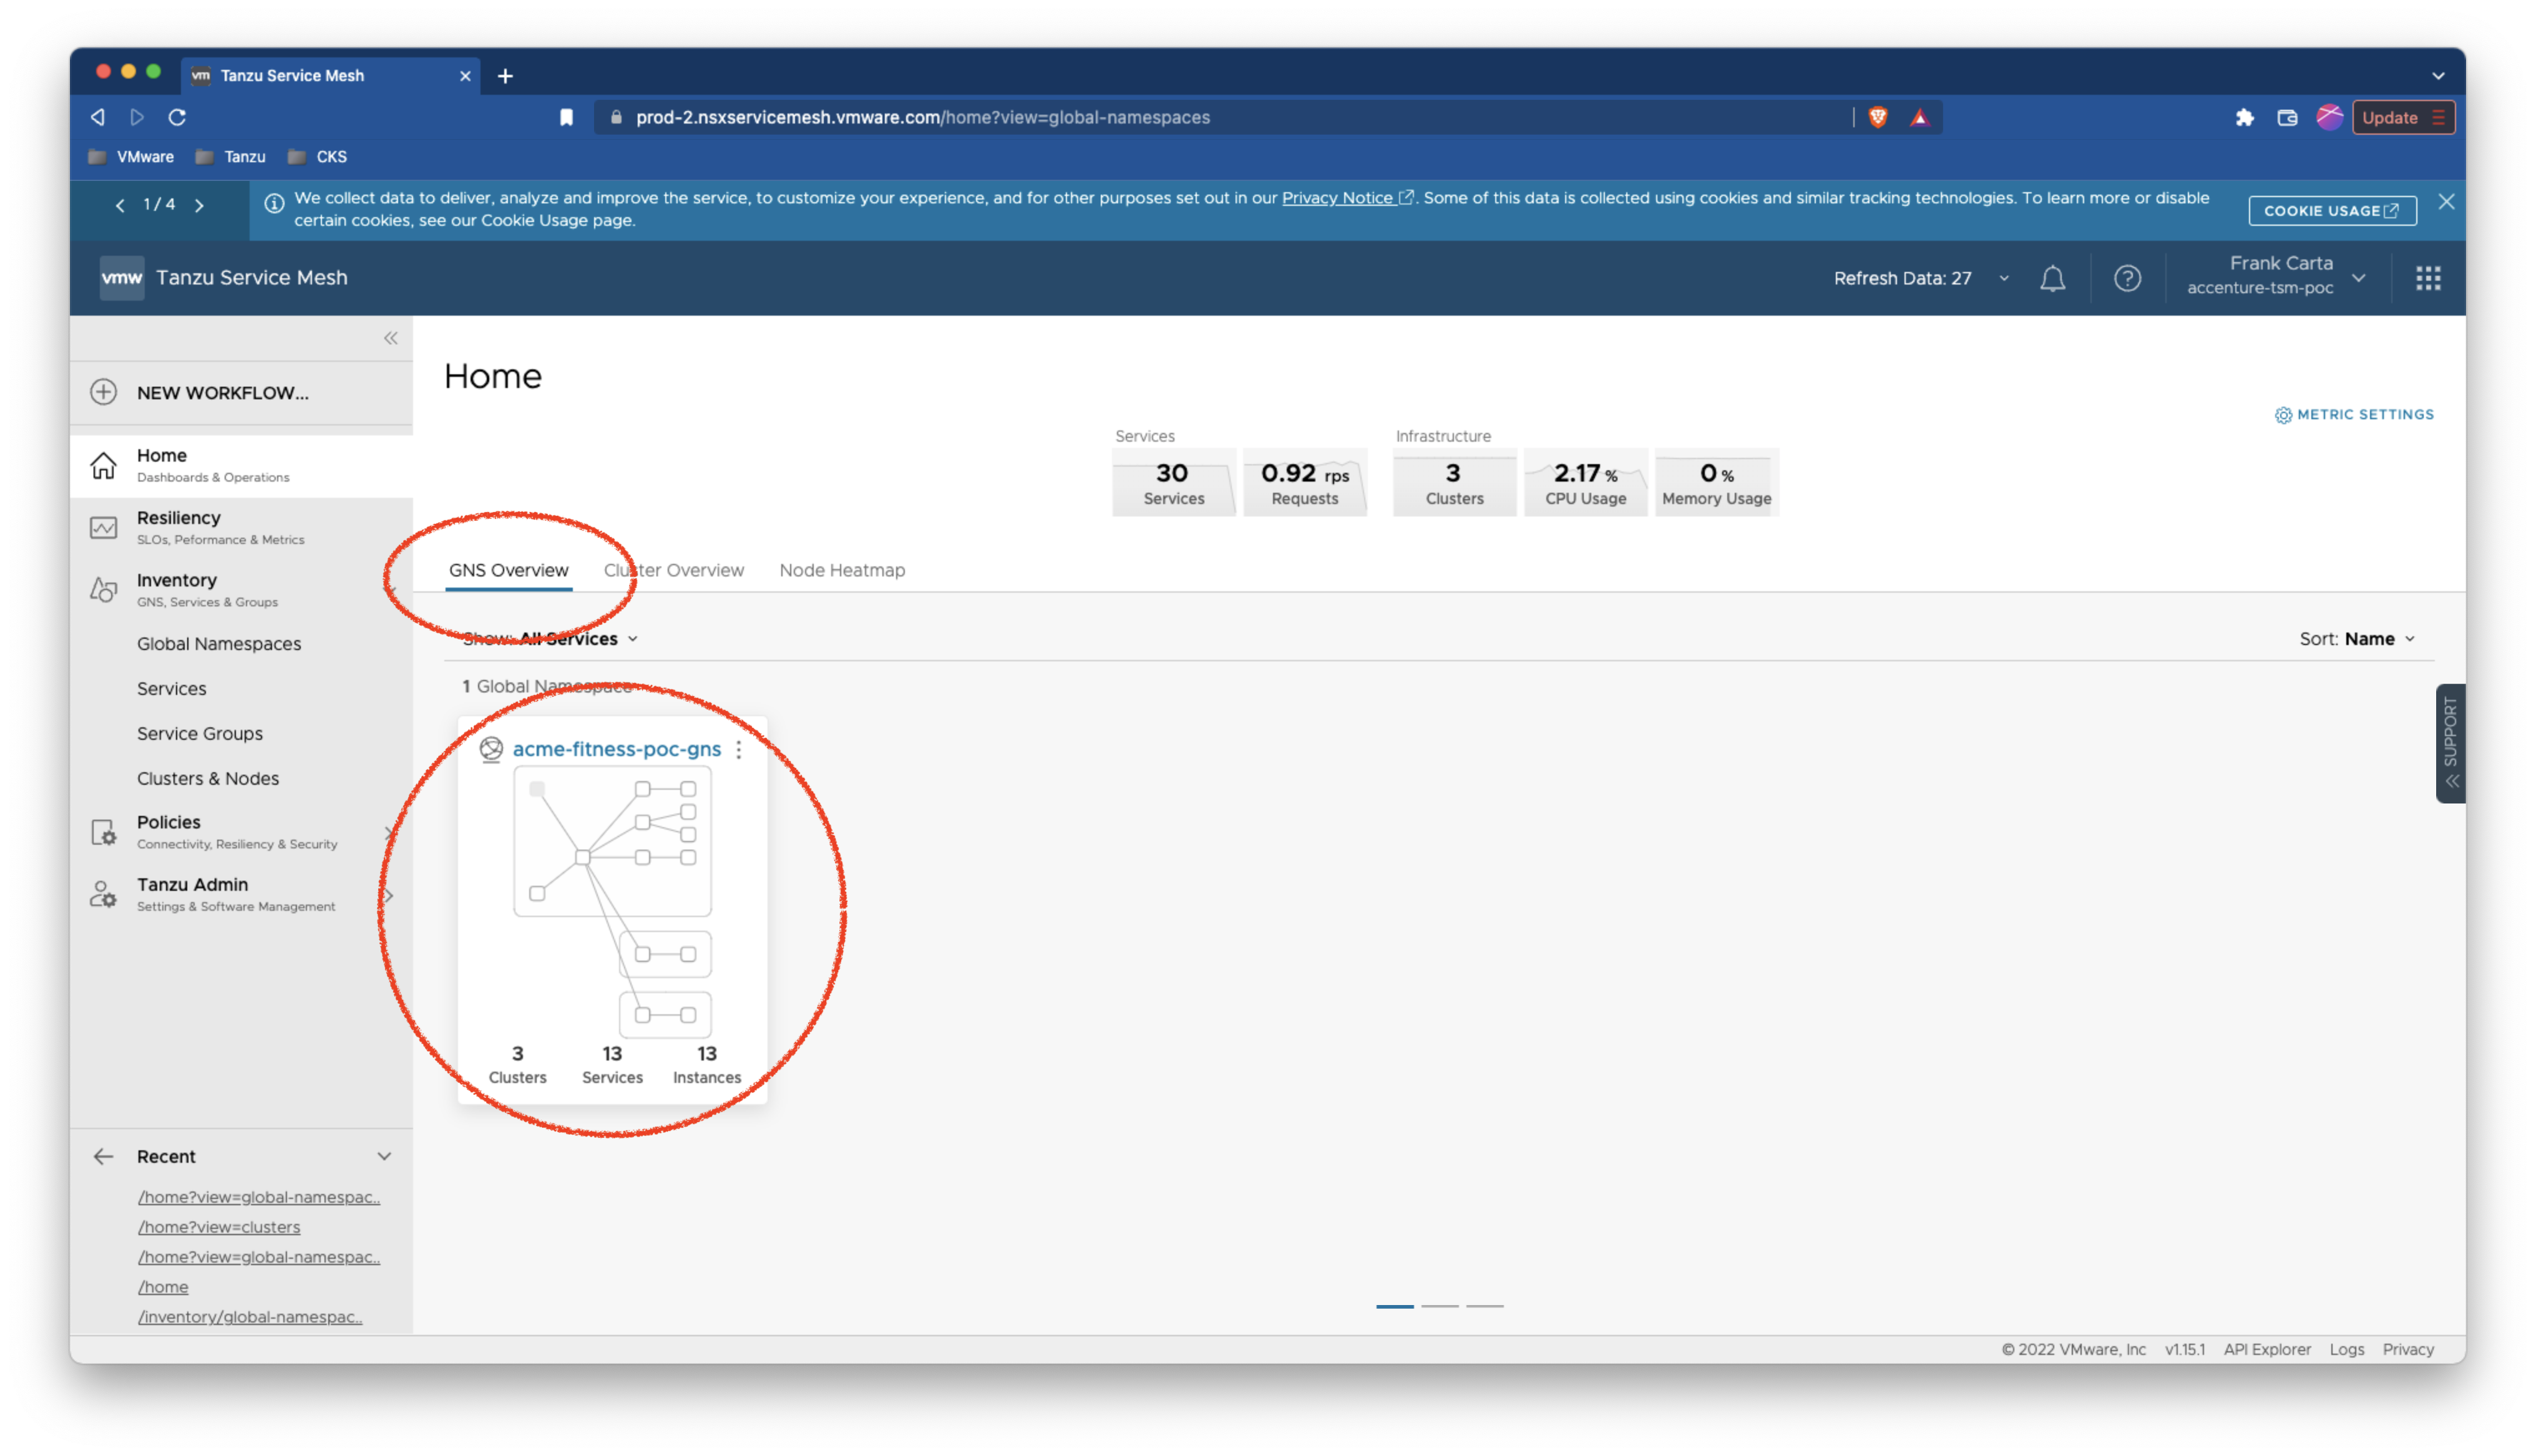 vm Tanzu Service Mesh
prod-2.nsxservicemesh.vmware.com/home?view=global-namespaces
Update
VMware Tanzu CKS
1 / 4
We collect data to deliver, analyze and improve the service, to customize your experience, and for other purposes set out in our Privacy Notice. Some of this data is collected using cookies and similar tracking technologies. To learn more or disable
certain cookies, see our Cookie Usage page.
COOKIE USAGE
vmw Tanzu Service Mesh
Refresh Data: 27
Frank Carta
accenture-tsm-poc
NEW WORKFLOW...
Home
Dashboards & Operations
Resiliency
SLOs, Peformance & Metrics
Inventory
GNS, Services & Groups
Global Namespaces
Services
Service Groups
Clusters & Nodes
Policies
Connectivity, Resiliency & Security
Tanzu Admin
Settings & Software Management
Recent
/home?view=global-namespac..
/home?view=clusters
/home?view=global-namespac..
/home
/inventory/global-namespac..
Home
METRIC SETTINGS
Services
30
Services
0.92 rps
Requests
Infrastructure
3
Clusters
2.17 %
CPU Usage
0 %
Memory Usage
GNS Overview Cluster Overview Node Heatmap
Show: All Services
Sort: Name
1 Global Namespace
acme-fitness-poc-gns
3 13 13
Clusters Services Instances
SUPPORT
© 2022 VMware, Inc v1.15.1 API Explorer Logs Privacy